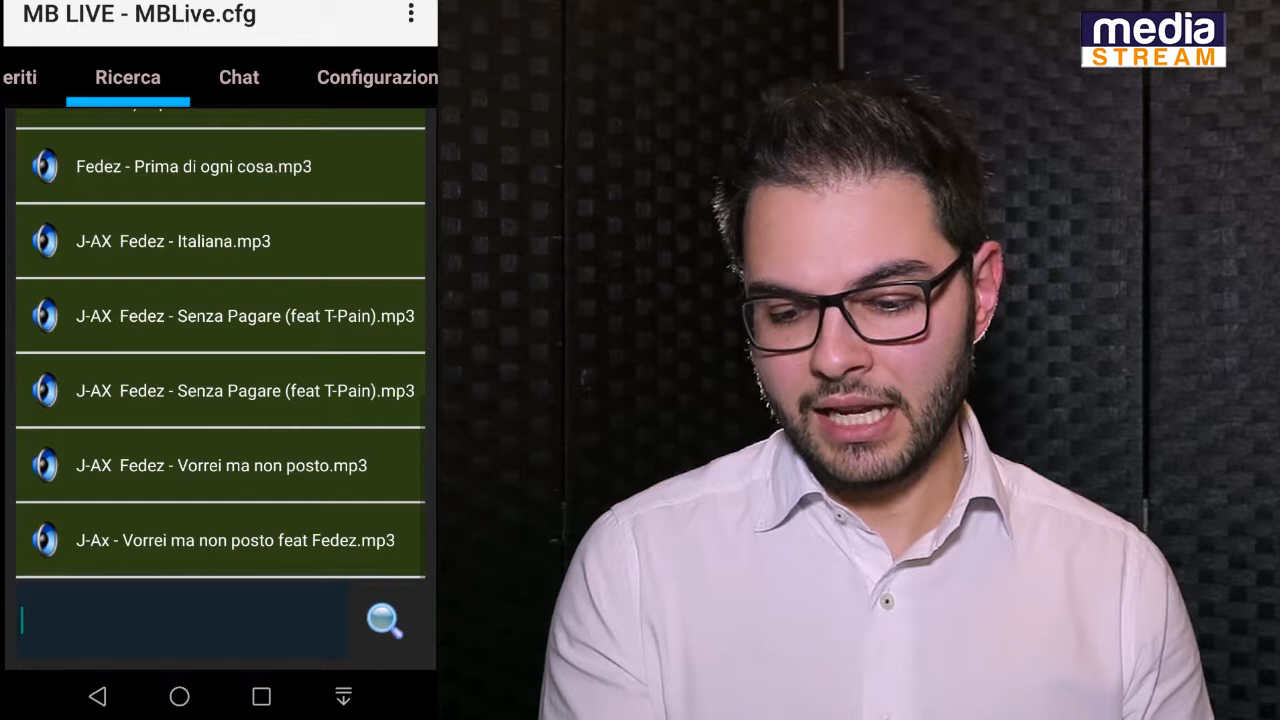 MB LIVE - MBLive.cfg
eriti Ricerca Chat Configurazion
Fedez - Prima di ogni cosa.mp3
J-AX Fedez - Italiana.mp3
J-AX Fedez - Senza Pagare (feat T-Pain).mp3
J-AX Fedez - Senza Pagare (feat T-Pain).mp3
J-AX Fedez - Vorrei ma non posto.mp3
J-Ax - Vorrei ma non posto feat Fedez.mp3
media
STREAM